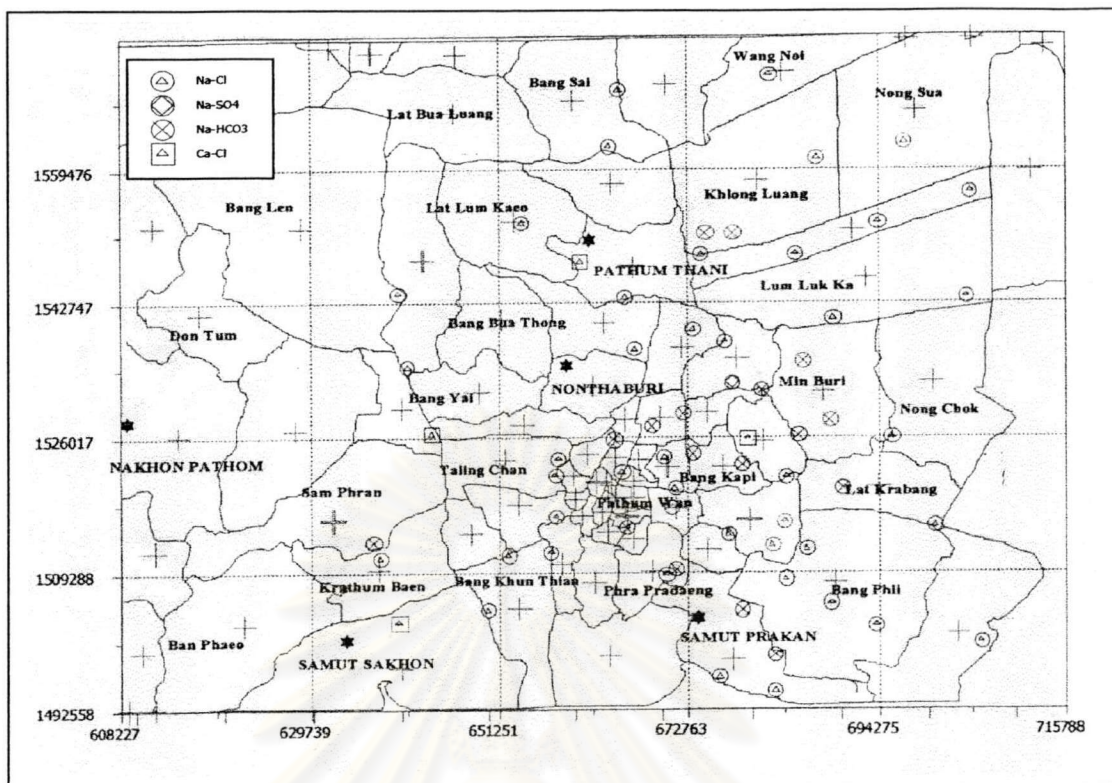 Na-Cl
Na-SO4
Na-HCO3
Ca-Cl
Wang Noi
Bang Sai
Nong Sua
Lat Bua Luang
1559476
Khlong Luang
Bang Len
Lat Lum Kaeo
PATHUM THANI
Lum Luk Ka
1542747
Bang Bua Thong
Don Tum
NONTHABURI
Min Buri
Bang Yai
Nong Chok
1526017
NAKHON PATHOM
Taling Chan
Bang Kapi
Sam Phran
Pathum Wan
Lat Krabang
1509288
Krathum Baen
Bang Khun Thian
Phra Pradaeng
Bang Phli
Ban Phaeo
SAMUT SAKHON
SAMUT PRAKAN
1492558
608227
629739
651251
672763
694275
715788